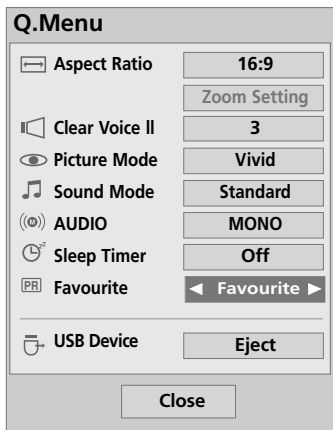 Q.Menu
Aspect Ratio 16:9
Zoom Setting
Clear Voice ll 3
Picture Mode Vivid
Sound Mode Standard
AUDIO MONO
Sleep Timer Off
PR Favourite ◄ Favourite ►
USB Device Eject
Close